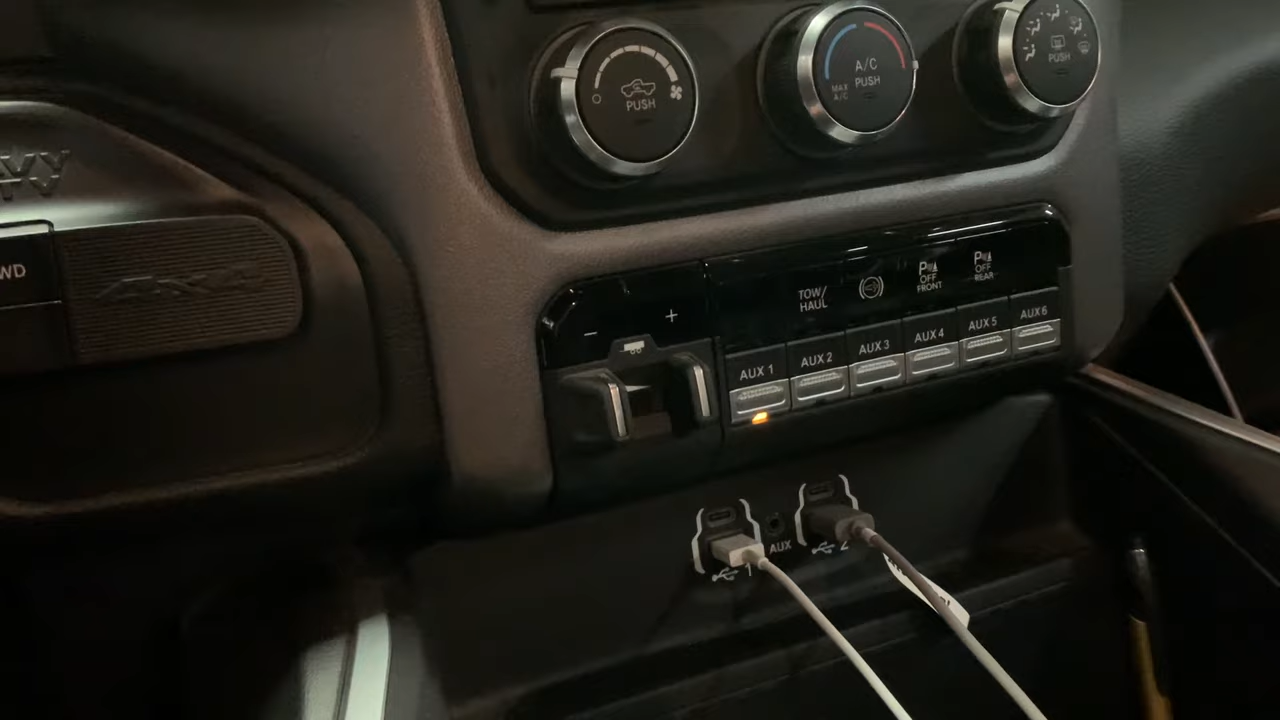 PUSH
A/C
PUSH
MAX
A/C
PUSH
WD
− +
TOW/
HAUL
P
OFF
FRONT
P
OFF
REAR
AUX 1
AUX 2
AUX 3
AUX 4
AUX 5
AUX 6
1
AUX
2